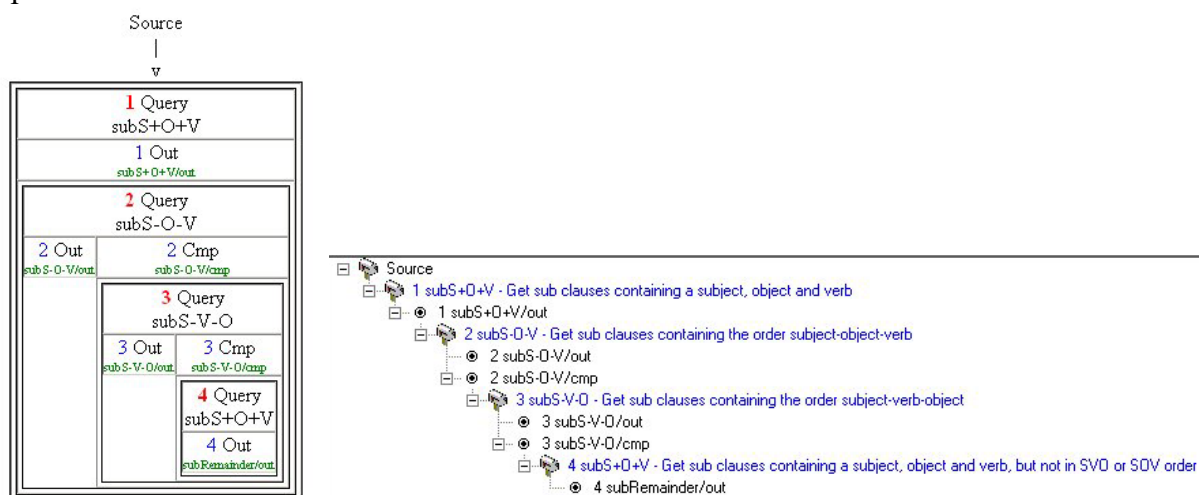 Source
v
1 Query
subS+O+V
1 Out
subS+O+V/out
2 Query
subS-O-V
2 Out
2 Cmp
subS-O-V/out
subS-O-V/cmp
3 Query
subS-V-O
3 Out
3 Cmp
subS-V-O/out
subS-V-O/cmp
4 Query
subS+O+V
4 Out
subRemainder/out
Source
1 subS+O+V - Get sub clauses containing a subject, object and verb
1 subS+O+V/out
2 subS-O-V - Get sub clauses containing the order subject-object-verb
2 subS-O-V/out
2 subS-O-V/cmp
3 subS-V-O - Get sub clauses containing the order subject-verb-object
3 subS-V-O/out
3 subS-V-O/cmp
4 subS+O+V - Get sub clauses containing a subject, object and verb, but not in SVO or SOV order
4 subRemainder/out